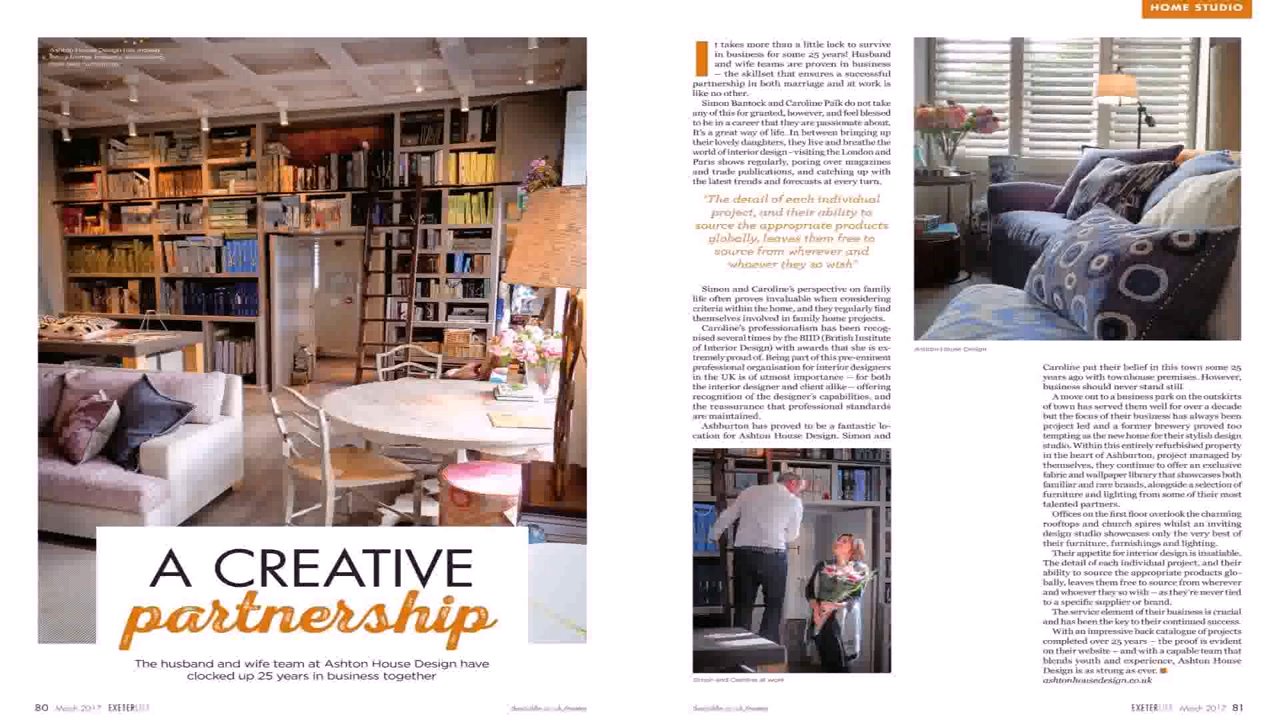 HOME STUDIO
A CREATIVE
partnership
The husband and wife team at Ashton House Design have
clocked up 25 years in business together
80 March 2017 EXETERLIFE
It takes more than a little luck to survive
in business for some 25 years! Husband
and wife teams are proven in business
– the skillset that ensures a successful
partnership in both marriage and at work is
like no other.
Simon Bantock and Caroline Palk do not take
any of this for granted, however, and feel blessed
to be in a career that they are passionate about.
It's a great way of life. In between bringing up
their lovely daughters, they live and breathe the
world of interior design – visiting the London and
Paris shows regularly, poring over magazines
and trade publications, and catching up with
the latest trends and forecasts at every turn.
"The detail of each individual
project, and their ability to
source the appropriate products
globally, leaves them free to
source from wherever and
whoever they so wish"
Simon and Caroline's perspective on family
life often proves invaluable when considering
criteria within the home, and they regularly find
themselves involved in family home projects.
Caroline's professionalism has been recog-
nised several times by the BIID (British Institute
of Interior Design) with awards that she is ex-
tremely proud of. Being part of this pre-eminent
professional organisation for interior designers
in the UK is of utmost importance – for both
the interior designer and client alike – offering
recognition of the designer's capabilities, and
the reassurance that professional standards
are maintained.
Ashburton has proved to be a fantastic lo-
cation for Ashton House Design. Simon and
Simon and Caroline at work
Ashton House Design
Caroline put their belief in this town some 25
years ago with townhouse premises. However,
business should never stand still.
A move out to a business park on the outskirts
of town has served them well for over a decade
but the focus of their business has always been
project led and a former brewery proved too
tempting as the new home for their stylish design
studio. Within this entirely refurbished property
in the heart of Ashburton, project managed by
themselves, they continue to offer an exclusive
fabric and wallpaper library that showcases both
familiar and rare brands, alongside a selection of
furniture and lighting from some of their most
talented partners.
Offices on the first floor overlook the charming
rooftops and church spires whilst an inviting
design studio showcases only the very best of
their furniture, furnishings and lighting.
Their appetite for interior design is insatiable.
The detail of each individual project, and their
ability to source the appropriate products glo-
bally, leaves them free to source from wherever
and whoever they so wish – as they're never tied
to a specific supplier or brand.
The service element of their business is crucial
and has been the key to their continued success.
With an impressive back catalogue of projects
completed over 25 years – the proof is evident
on their website – and with a capable team that
blends youth and experience, Ashton House
Design is as strong as ever.
ashtonhousedesign.co.uk
EXETERLIFE March 2017 81